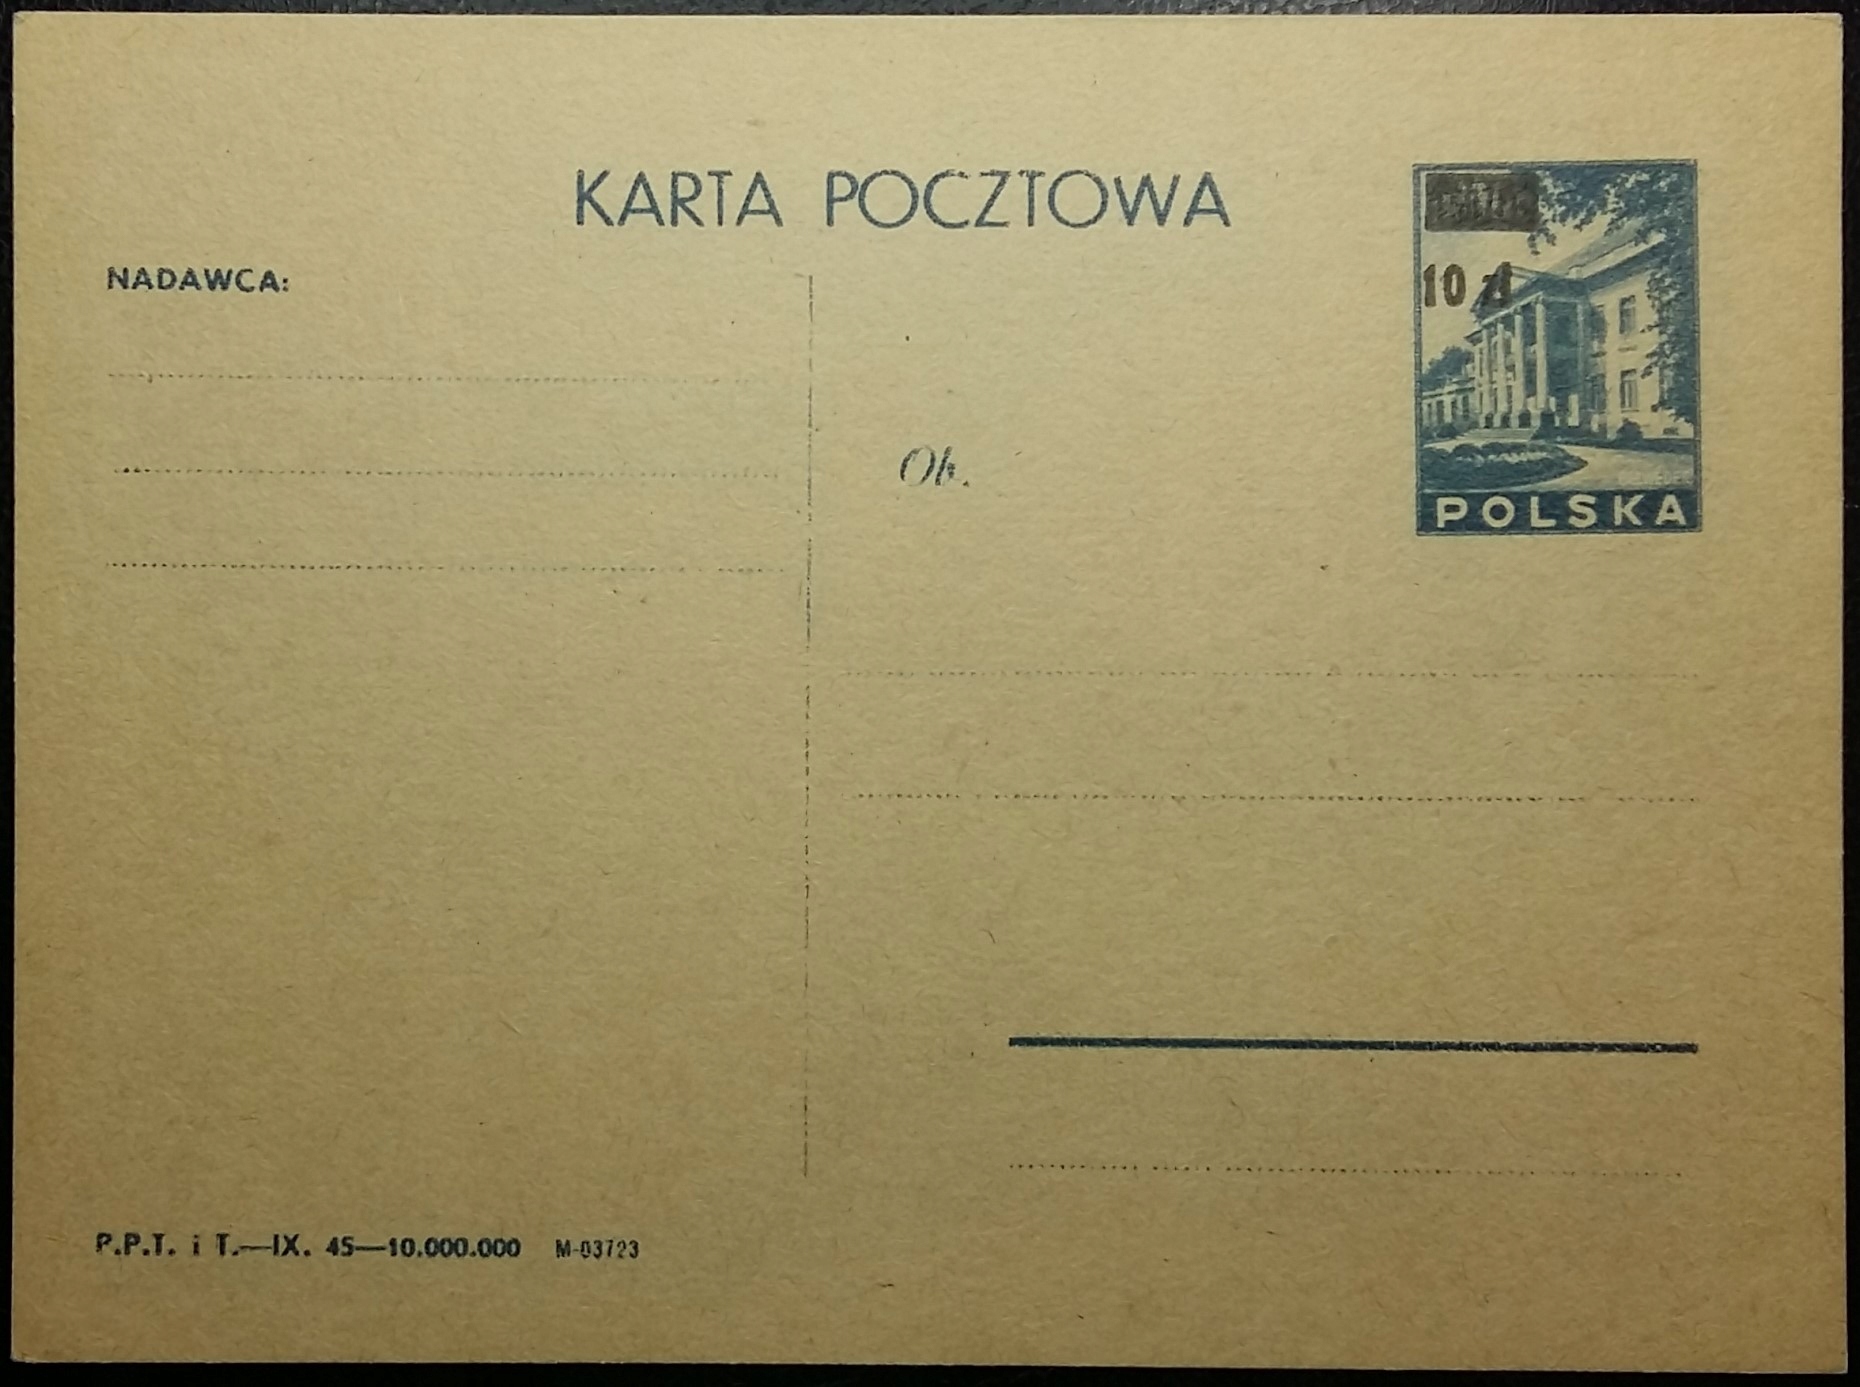 KARTA POCZTOWA
10 zł
POLSKA
NADAWCA:
Ob.
P.P.T. i T.—IX. 45—10.000.000 M-03723